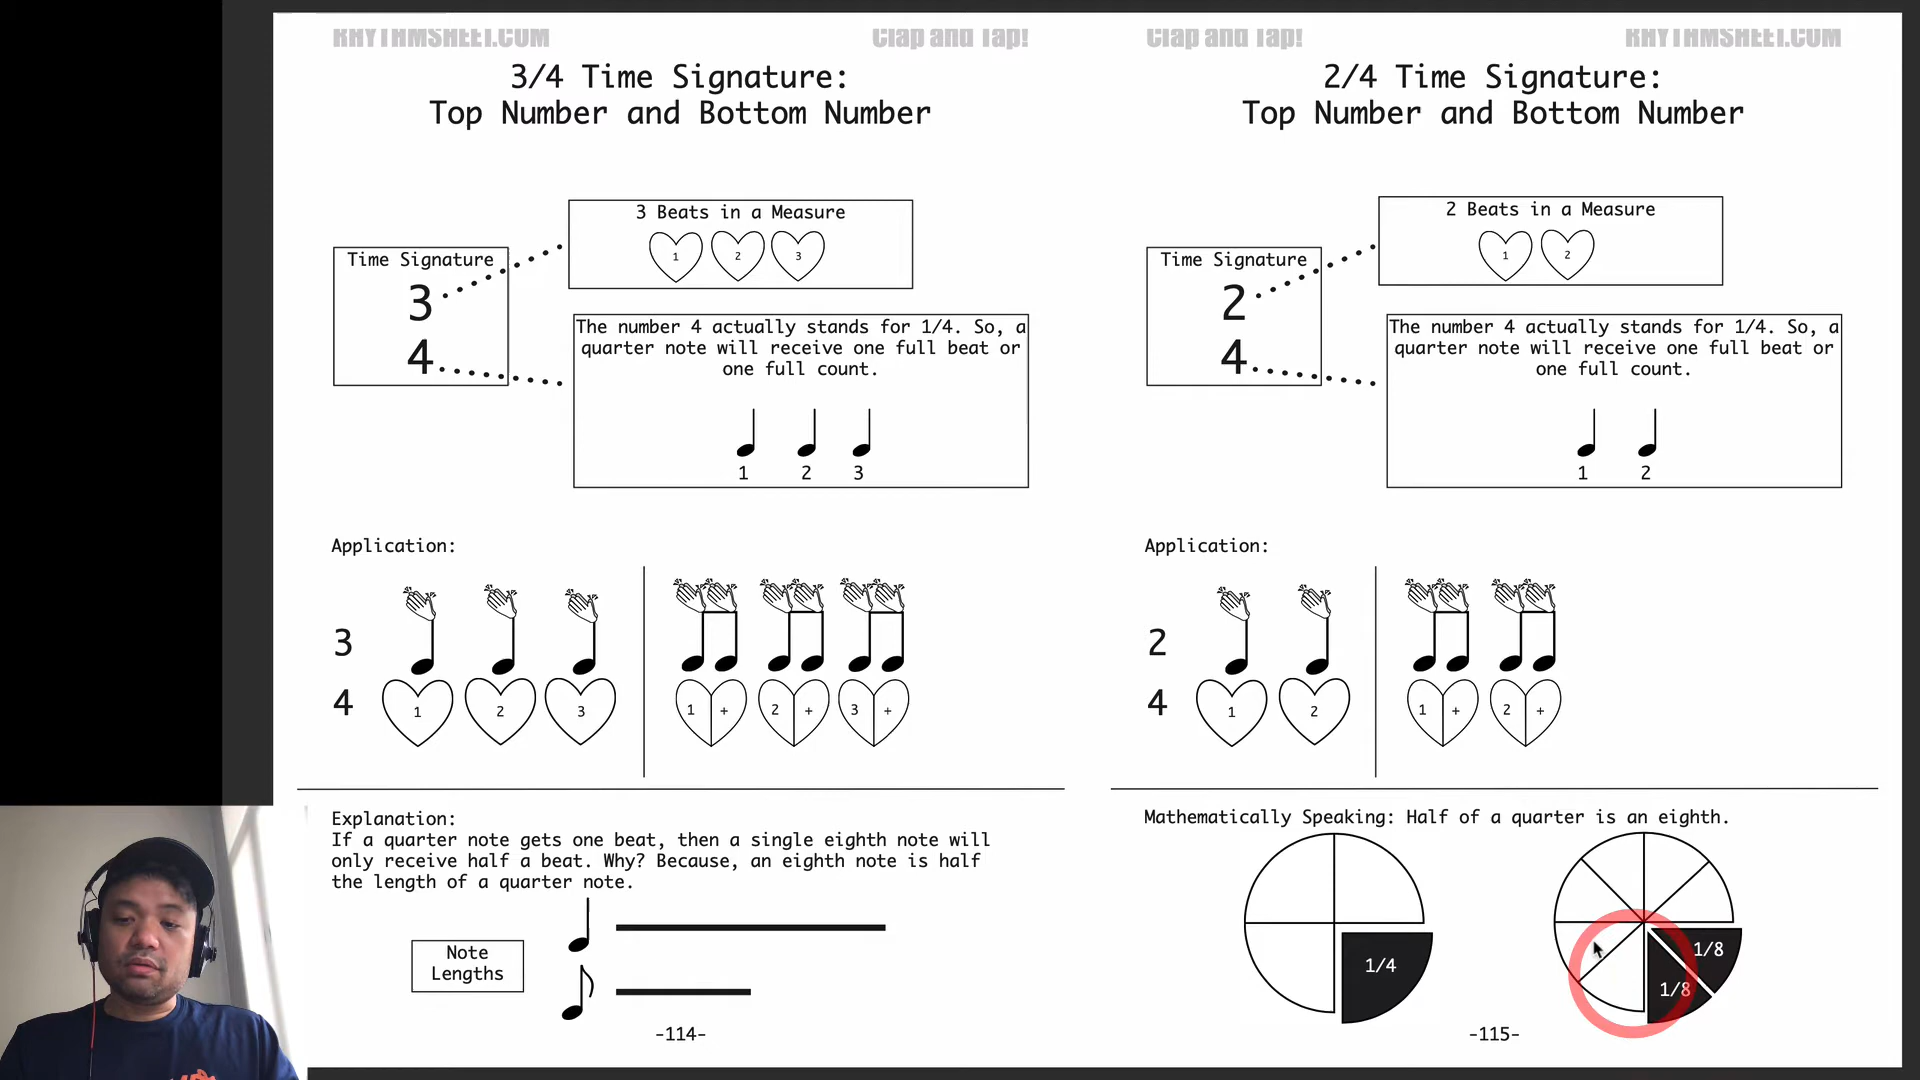 RHYTHMSHEET.COM
Clap and Tap!
3/4 Time Signature:
Top Number and Bottom Number
3 Beats in a Measure
1 2 3
Time Signature
3
4
The number 4 actually stands for 1/4. So, a
quarter note will receive one full beat or
one full count.
1 2 3
Application:
3
4
1 2 3
1 + 2 + 3 +
Explanation:
If a quarter note gets one beat, then a single eighth note will
only receive half a beat. Why? Because, an eighth note is half
the length of a quarter note.
Note
Lengths
-114-
Clap and Tap!
RHYTHMSHEET.COM
2/4 Time Signature:
Top Number and Bottom Number
2 Beats in a Measure
1 2
Time Signature
2
4
The number 4 actually stands for 1/4. So, a
quarter note will receive one full beat or
one full count.
1 2
Application:
2
4
1 2
1 + 2 +
Mathematically Speaking: Half of a quarter is an eighth.
1/4
1/8
1/8
-115-